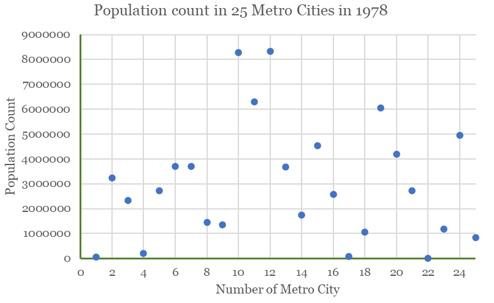 Population count in 25 Metro Cities in 1978
9000000
8000000
7000000
6000000
5000000
4000000
3000000
2000000
1000000
0
Population Count
0 2 4 6 8 10 12 14 16 18 20 22 24
Number of Metro City